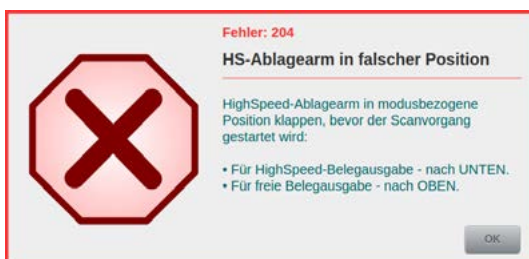 Fehler: 204
HS-Ablagearm in falscher Position
HighSpeed-Ablagearm in modusbezogene
Position klappen, bevor der Scanvorgang
gestartet wird:
• Für HighSpeed-Belegausgabe - nach UNTEN.
• Für freie Belegausgabe - nach OBEN.
OK